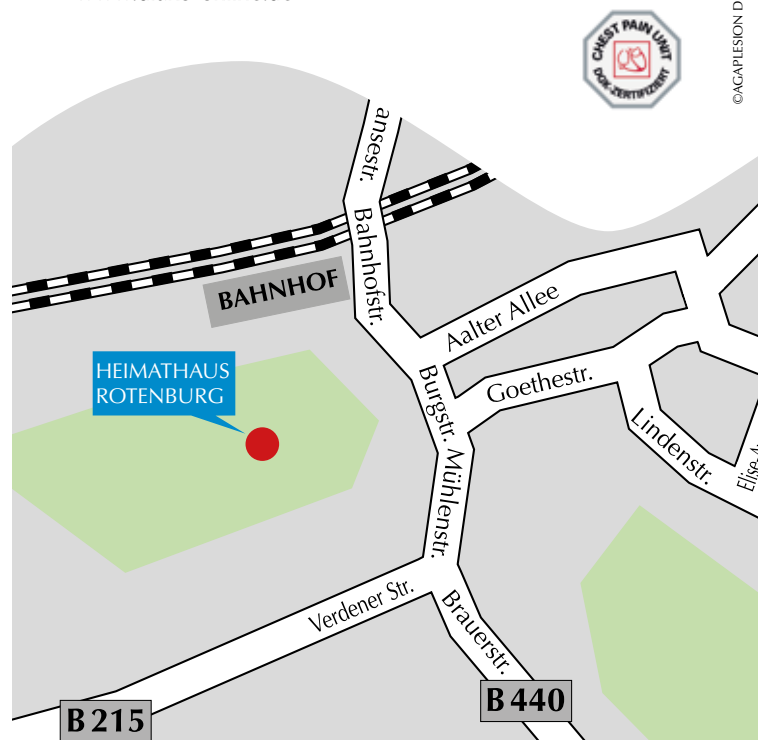 CHEST PAIN UNIT
DGK-ZERTIFIZIERT
©AGAPLESION D
ansestr.
Bahnhofstr.
BAHNHOF
Aalter Allee
HEIMATHAUS
ROTENBURG
Burgstr.
Goethestr.
Lindenstr.
Elise-A
Mühlenstr.
Verdener Str.
Brauerstr.
B 215
B 440